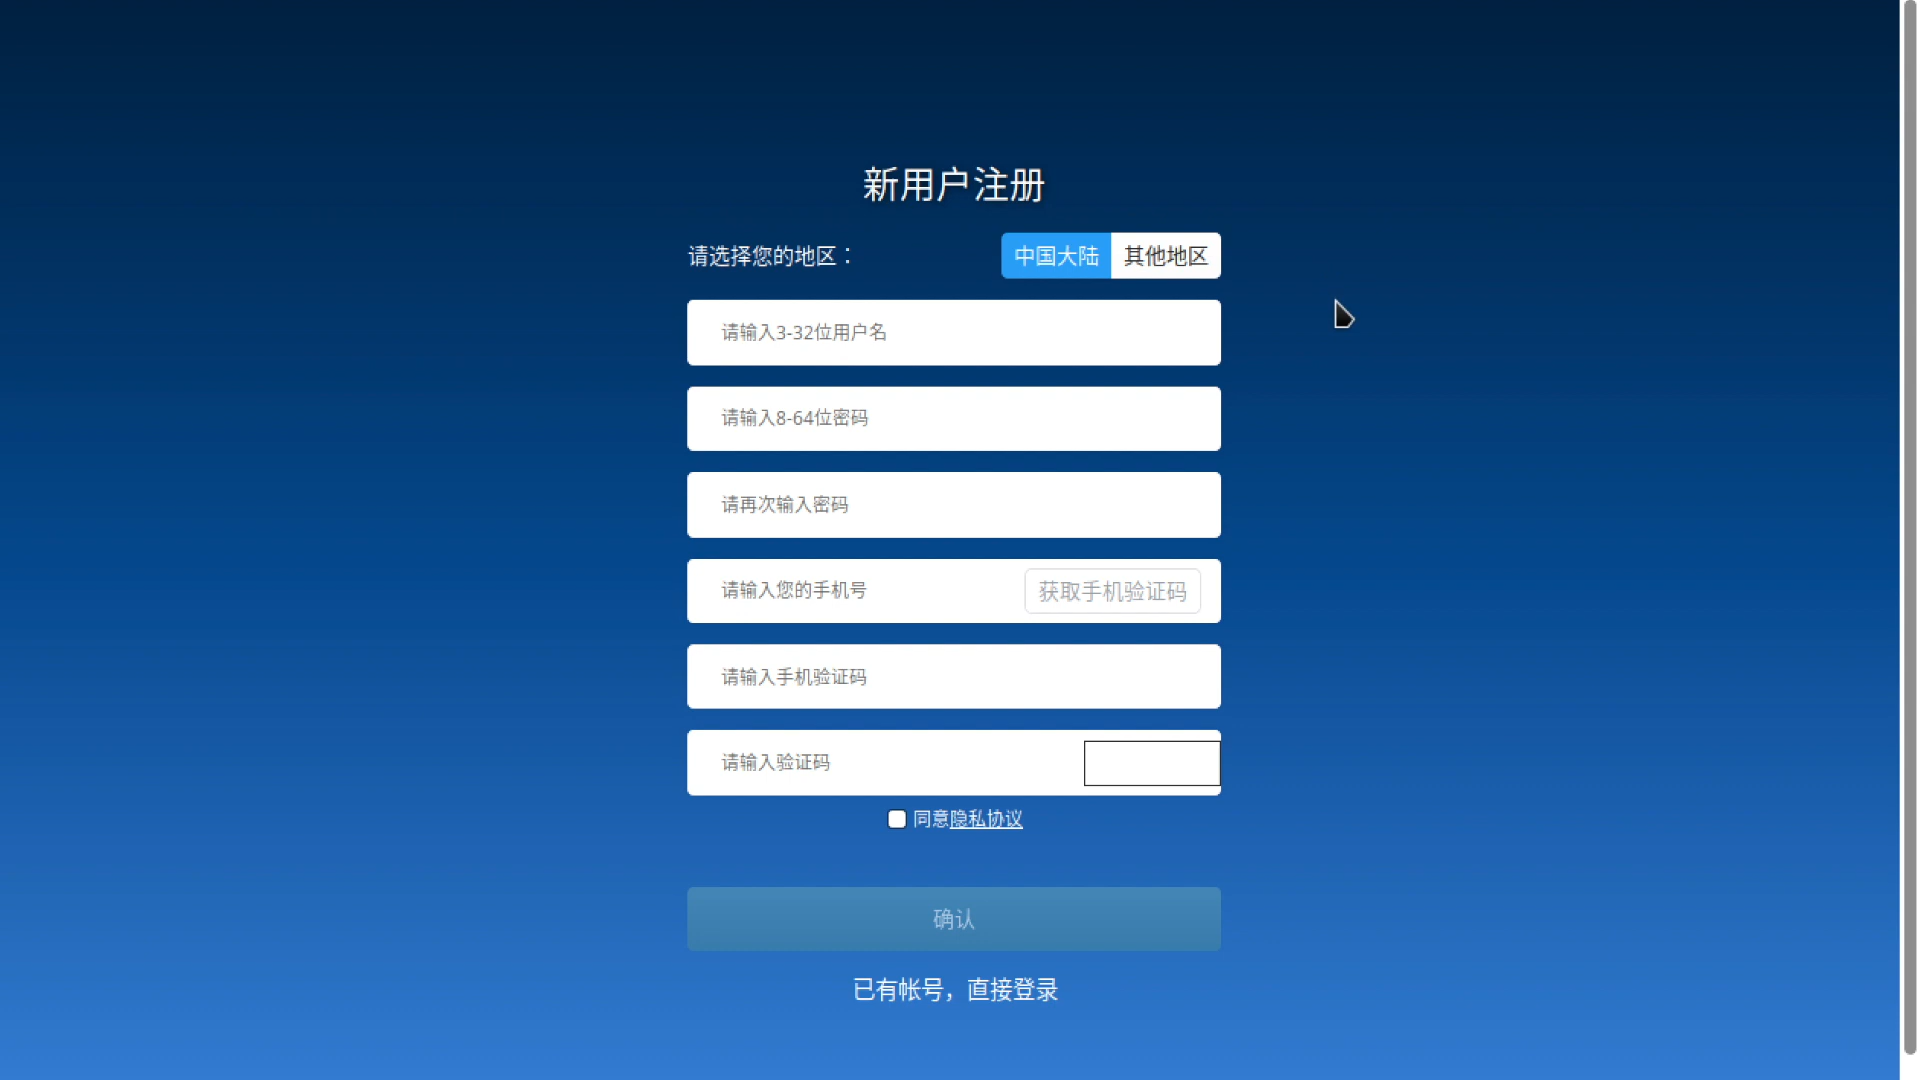 新用户注册
请选择您的地区：
中国大陆 其他地区
请输入3-32位用户名
请输入8-64位密码
请再次输入密码
请输入您的手机号 获取手机验证码
请输入手机验证码
请输入验证码
同意隐私协议
确认
已有帐号，直接登录